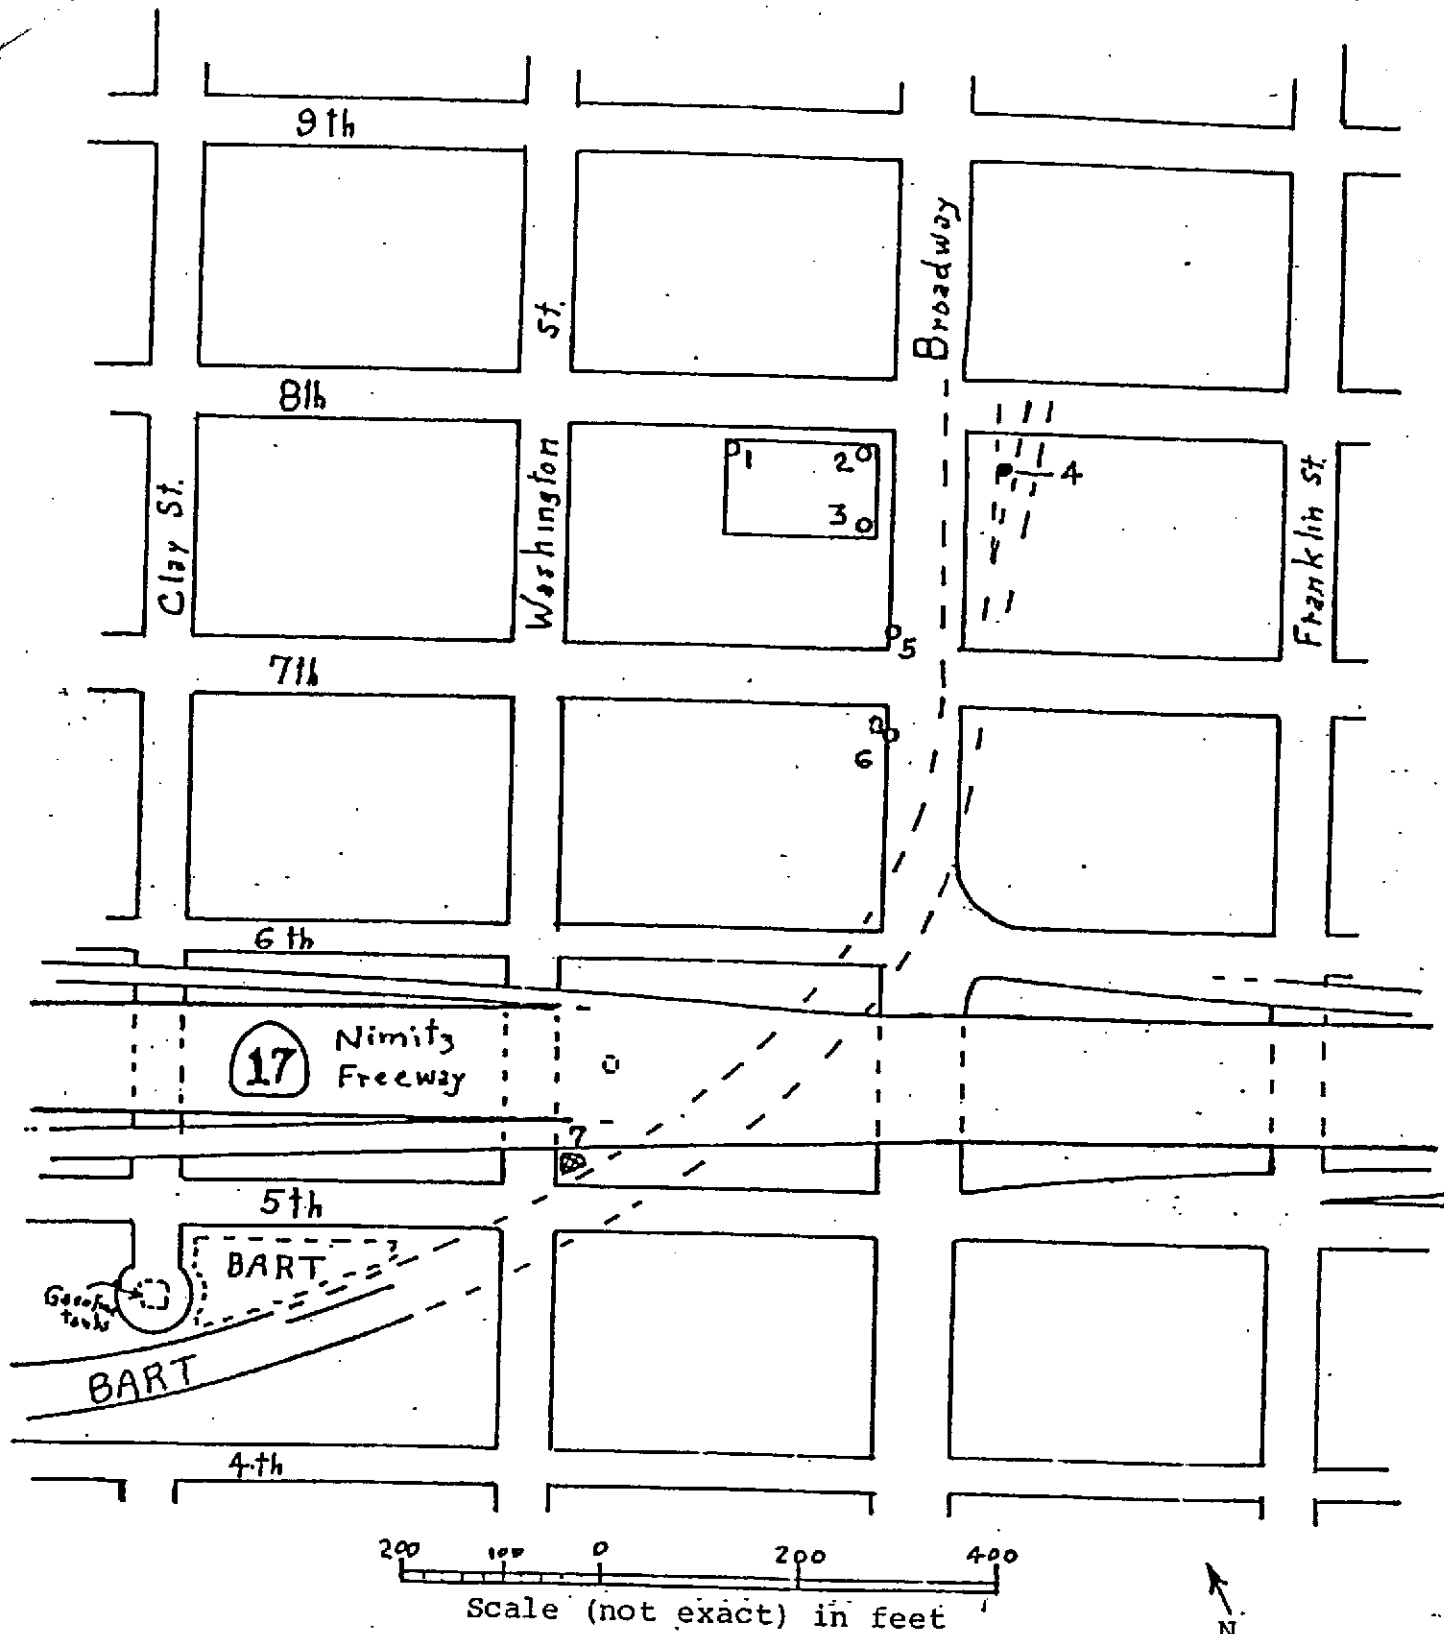 9th
Broadway
St.
8th
1
2
3
4
Clay St.
Washington
Franklin St.
5
7th
6
6th
17
Nimitz
Freeway
7
5th
BART
BART
4th
200 100 0 200 400
Scale (not exact) in feet
N